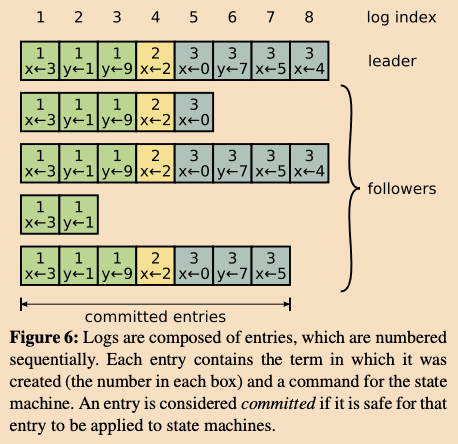 1 2 3 4 5 6 7 8 log index
1 1 1 2 3 3 3 3
x←3 y←1 y←9 x←2 x←0 y←7 x←5 x←4 leader
1 1 1 2 3
x←3 y←1 y←9 x←2 x←0
1 1 1 2 3 3 3 3
x←3 y←1 y←9 x←2 x←0 y←7 x←5 x←4
followers
1 1
x←3 y←1
1 1 1 2 3 3 3
x←3 y←1 y←9 x←2 x←0 y←7 x←5
committed entries
Figure 6: Logs are composed of entries, which are numbered
sequentially. Each entry contains the term in which it was
created (the number in each box) and a command for the state
machine. An entry is considered committed if it is safe for that
entry to be applied to state machines.